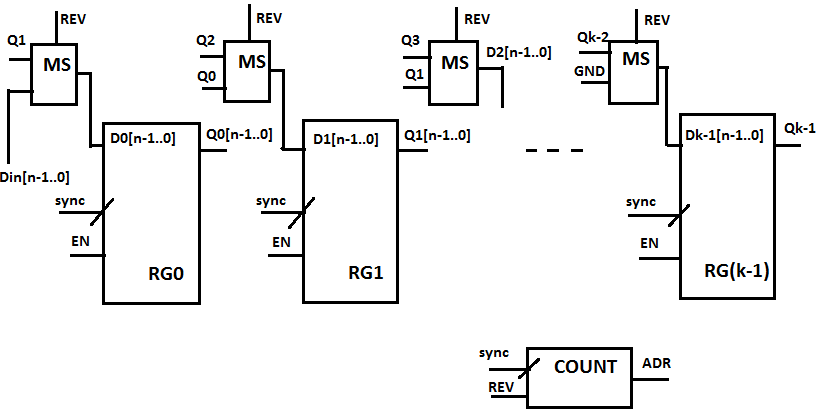 REV
REV
REV
REV
Q1
MS
Q2
Q0
MS
Q3
Q1
MS
D2[n-1..0]
Qk-2
GND
MS
D0[n-1..0]
Q0[n-1..0]
D1[n-1..0]
Q1[n-1..0]
Dk-1[n-1..0]
Qk-1
Din[n-1..0]
sync
sync
sync
EN
EN
EN
RG0
RG1
RG(k-1)
sync
REV
COUNT
ADR